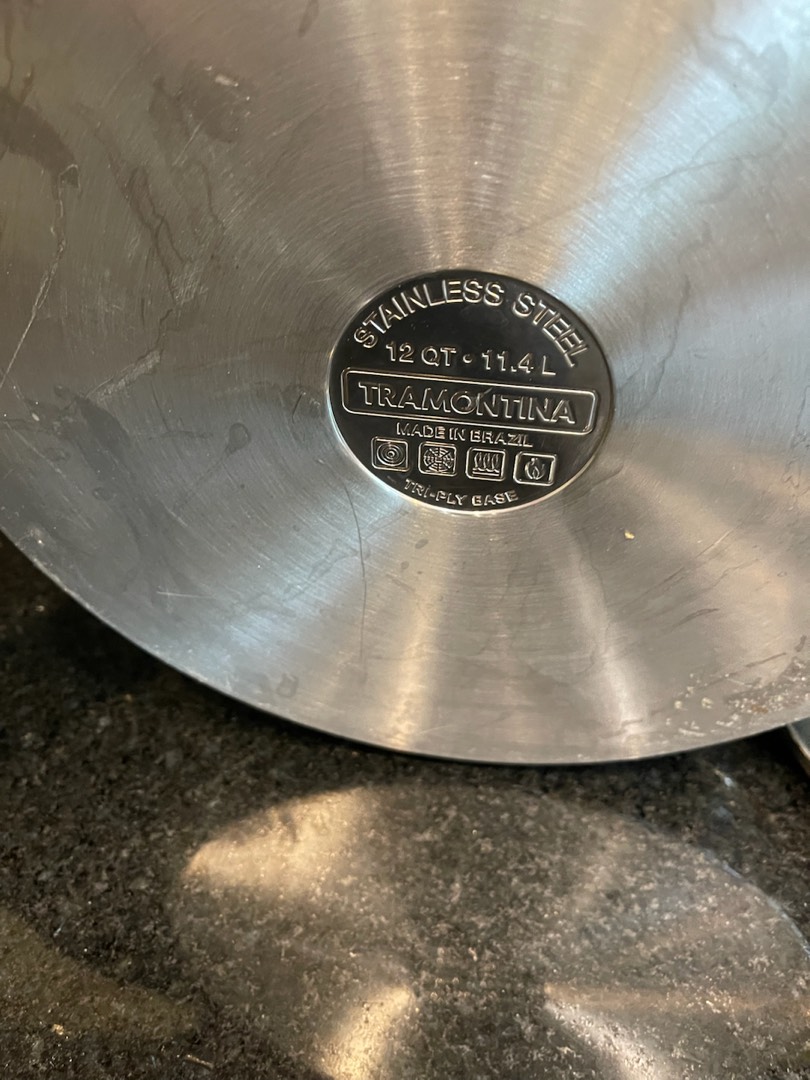 STAINLESS STEEL
12 QT • 11.4 L
TRAMONTINA
MADE IN BRAZIL
TRI-PLY BASE